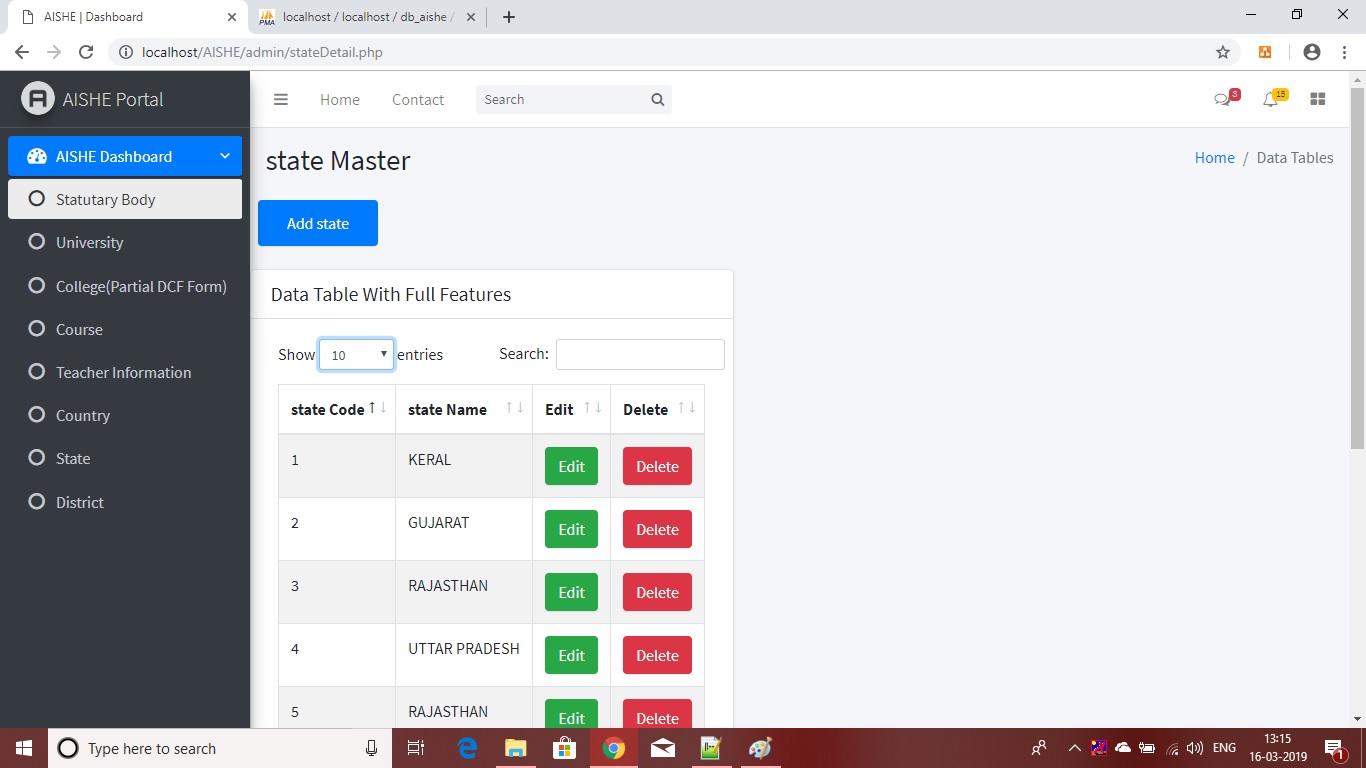 AISHE | Dashboard
localhost / localhost / db_aishe /
localhost/AISHE/admin/stateDetail.php
AISHE Portal
Home Contact Search 3 15
AISHE Dashboard
Statutary Body
University
College(Partial DCF Form)
Course
Teacher Information
Country
State
District
state Master
Home / Data Tables
Add state
Data Table With Full Features
Show 10 entries Search:
state Code state Name Edit Delete
1 KERAL Edit Delete
2 GUJARAT Edit Delete
3 RAJASTHAN Edit Delete
4 UTTAR PRADESH Edit Delete
5 RAJASTHAN Edit Delete
Type here to search
ENG
13:15
16-03-2019
1